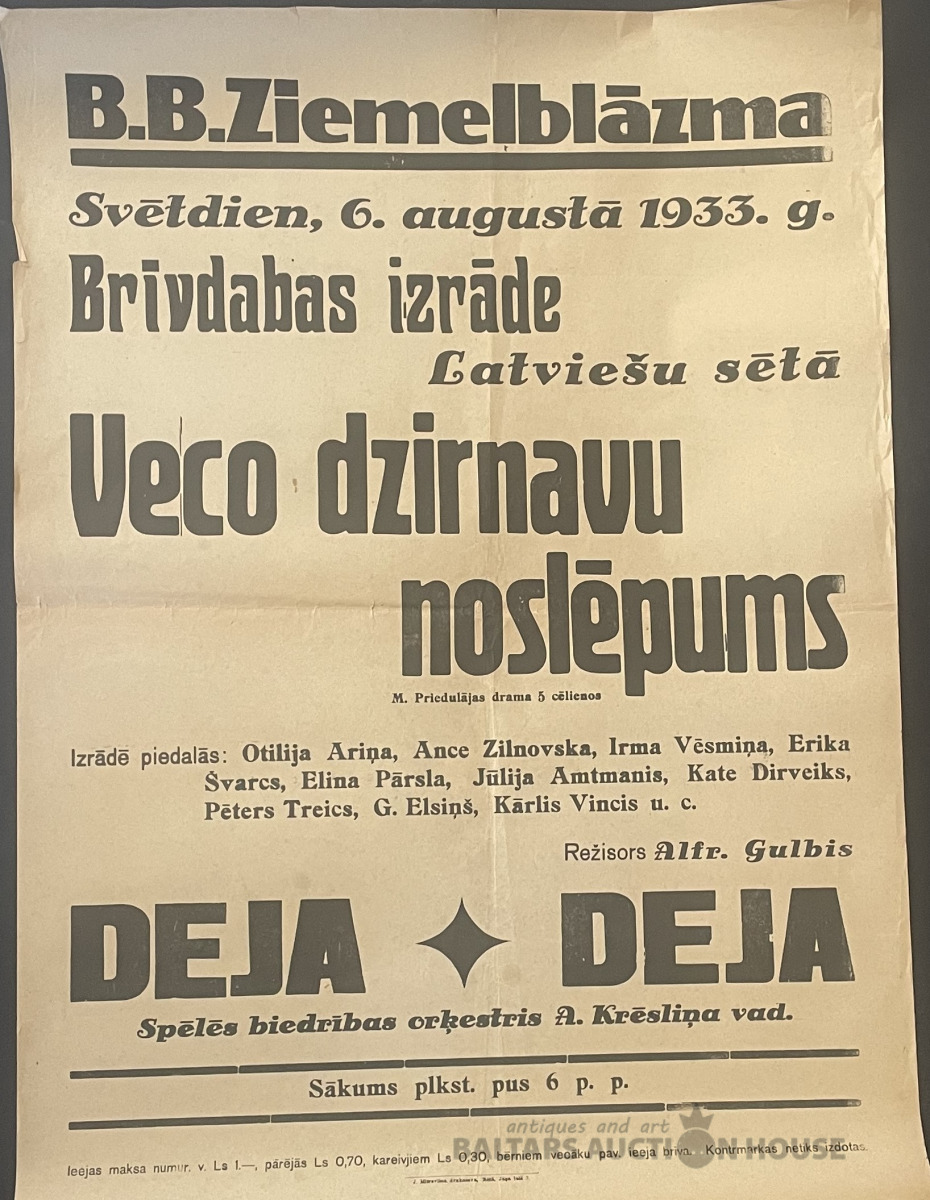 B.B.Ziemelblāzma
Svētdien, 6. augustā 1933. g.
Brīvdabas izrāde
Latviešu sētā
Veco dzirnavu
noslēpums
M. Priedulājas drama 5 cēlienos
Izrādē piedalās: Otilija Ariņa, Ance Zilnovska, Irma Vēsmiņa, Erika
Švarcs, Elina Pārsla, Jūlija Amtmanis, Kate Dirveiks,
Pēters Treics, G. Elsiņš, Kārlis Vincis u. c.
Režisors Alfr. Gulbis
DEJA DEJA
Spēlēs biedrības orķestris A. Krēsliņa vad.
Sākums plkst. pus 6 p. p.
antiques and art
BALTARS AUCTION HOUSE
Ieejas maksa numur. v. Ls 1.—, pārējās Ls 0,70, kareivjiem Ls 0,30, bērniem vecāku pav. ieeja brīva. Kontrmarkas netiks izdotas.